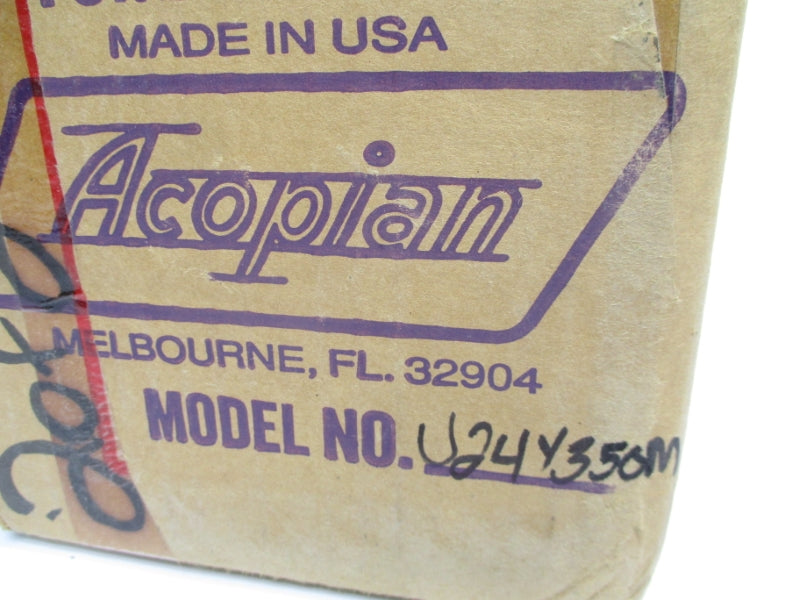 MADE IN USA
Acopian
MELBOURNE, FL. 32904
MODEL NO. U24Y350M